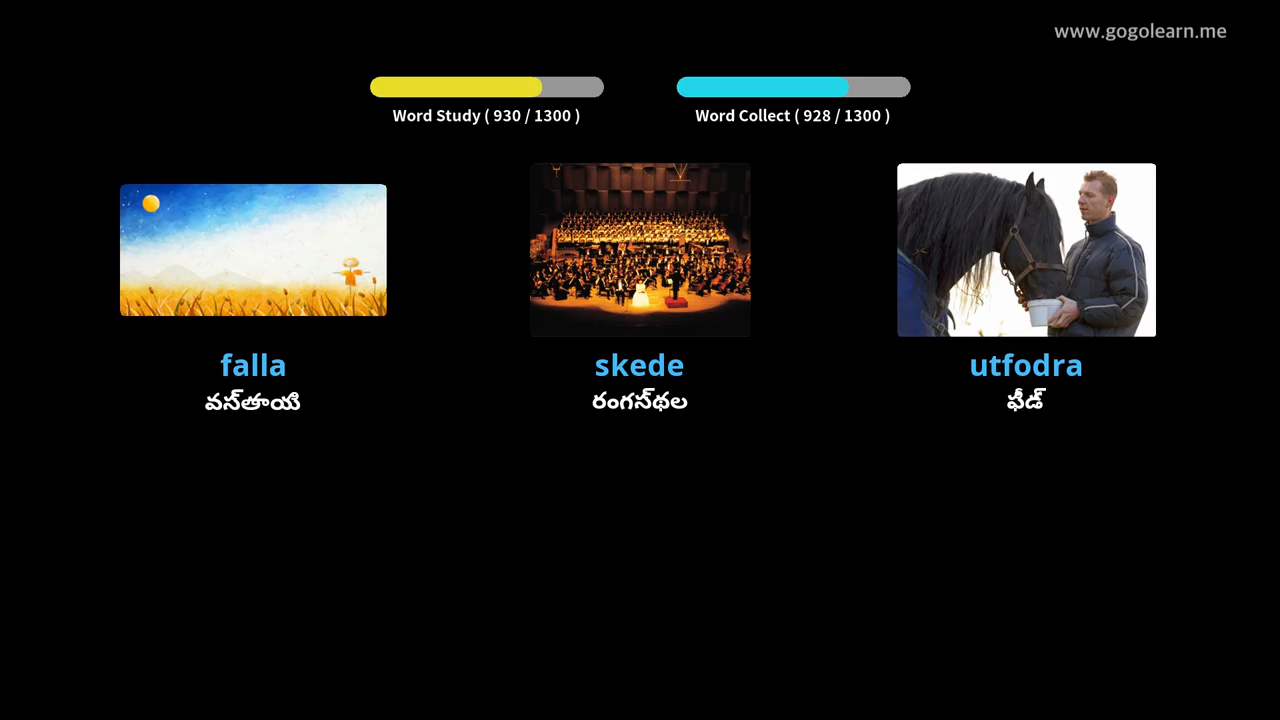 www.gogolearn.me
Word Study ( 930 / 1300 )
Word Collect ( 928 / 1300 )
falla
skede
utfodra
వస్తాయి
రంగస్థల
ఫీడ్